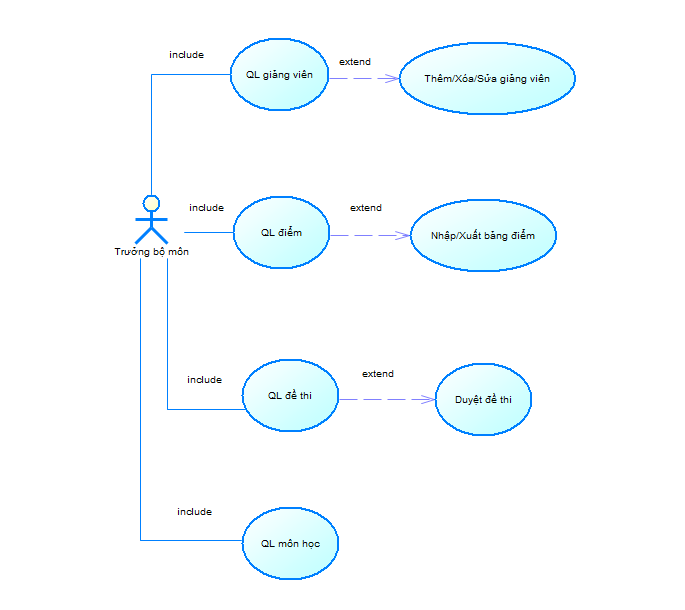 include
QL giảng viên
extend
Thêm/Xóa/Sửa giảng viên
include
QL điểm
extend
Nhập/Xuất bảng điểm
Trưởng bộ môn
include
QL đề thi
extend
Duyệt đề thi
include
QL môn học